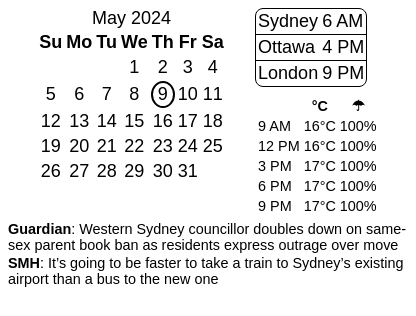 May 2024
Su Mo Tu We Th Fr Sa
1 2 3 4
5 6 7 8 9 10 11
12 13 14 15 16 17 18
19 20 21 22 23 24 25
26 27 28 29 30 31
Sydney 6 AM
Ottawa 4 PM
London 9 PM
°C ☂
9 AM 16°C 100%
12 PM 16°C 100%
3 PM 17°C 100%
6 PM 17°C 100%
9 PM 17°C 100%
Guardian: Western Sydney councillor doubles down on same-
sex parent book ban as residents express outrage over move
SMH: It’s going to be faster to take a train to Sydney’s existing
airport than a bus to the new one